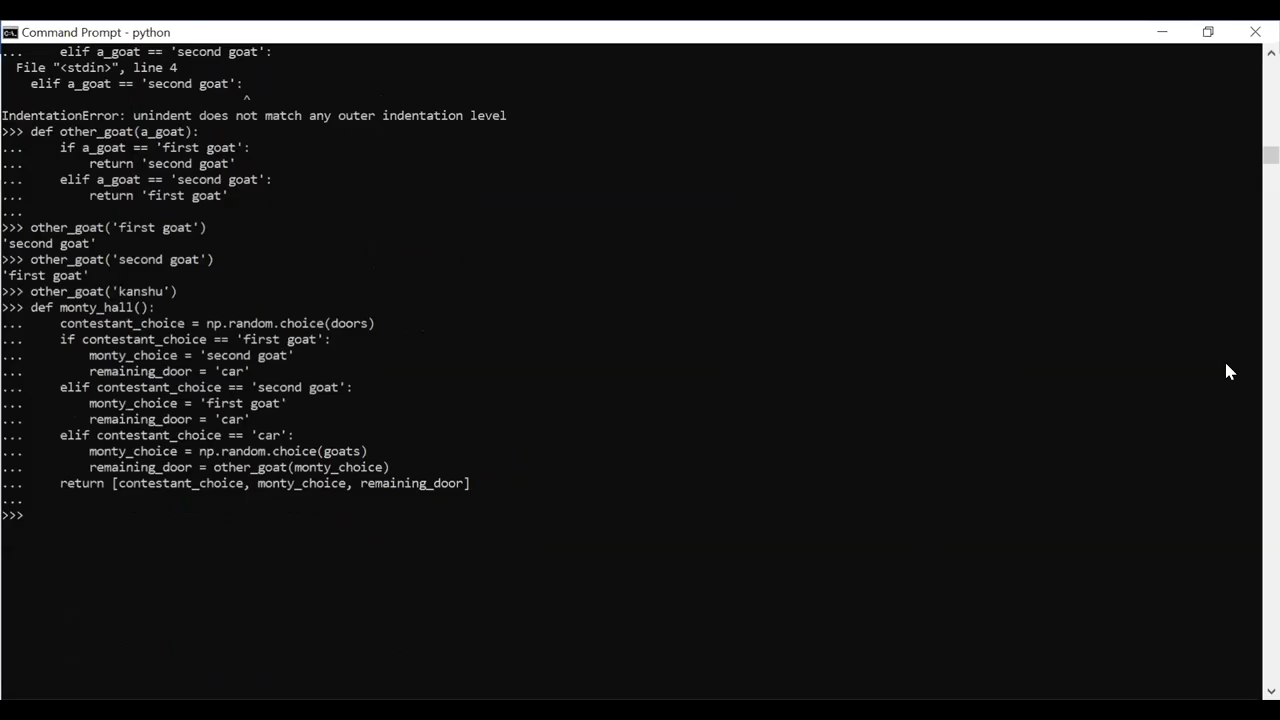 Command Prompt - python
...     elif a_goat == 'second goat':
  File "<stdin>", line 4
    elif a_goat == 'second goat':
                                 ^
IndentationError: unindent does not match any outer indentation level
>>> def other_goat(a_goat):
...     if a_goat == 'first goat':
...         return 'second goat'
...     elif a_goat == 'second goat':
...         return 'first goat'
...
>>> other_goat('first goat')
'second goat'
>>> other_goat('second goat')
'first goat'
>>> other_goat('kanshu')
>>> def monty_hall():
...     contestant_choice = np.random.choice(doors)
...     if contestant_choice == 'first goat':
...         monty_choice = 'second goat'
...         remaining_door = 'car'
...     elif contestant_choice == 'second goat':
...         monty_choice = 'first goat'
...         remaining_door = 'car'
...     elif contestant_choice == 'car':
...         monty_choice = np.random.choice(goats)
...         remaining_door = other_goat(monty_choice)
...     return [contestant_choice, monty_choice, remaining_door]
...
>>>